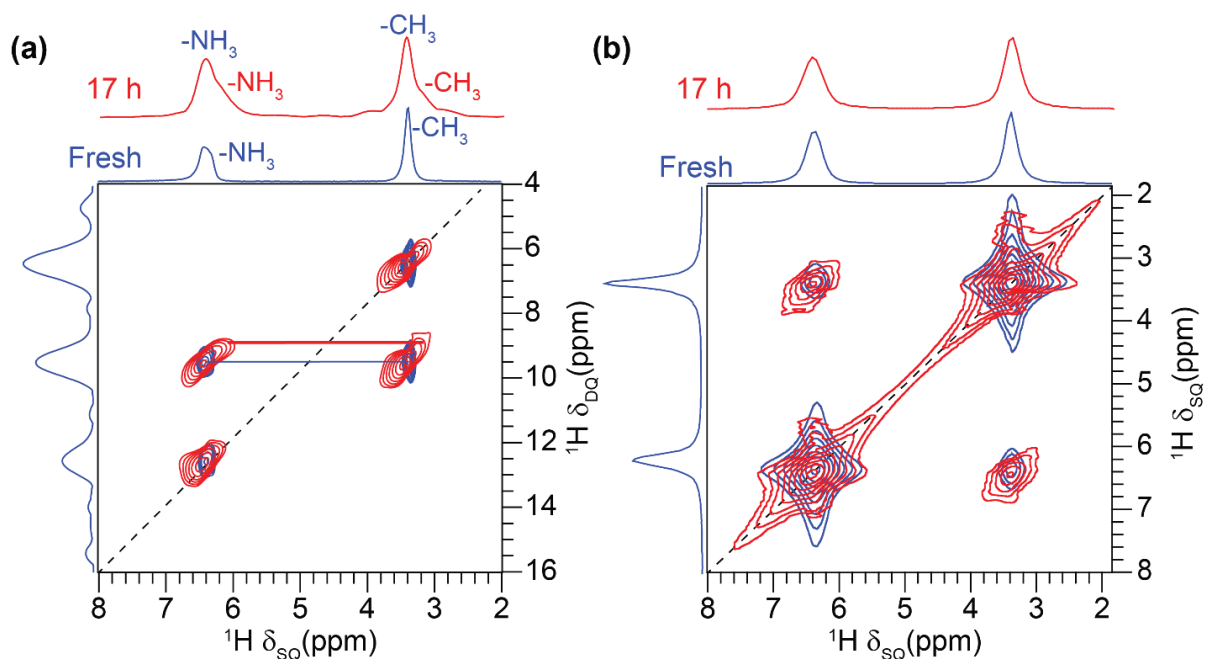 (a)
-NH₃
-CH₃
17 h
-NH₃
-CH₃
Fresh
-NH₃
-CH₃
4
6
8
10
12
14
16
¹H δDQ(ppm)
8 7 6 5 4 3 2
¹H δSQ(ppm)
(b)
17 h
Fresh
2
3
4
5
6
7
8
¹H δSQ(ppm)
8 7 6 5 4 3 2
¹H δSQ(ppm)